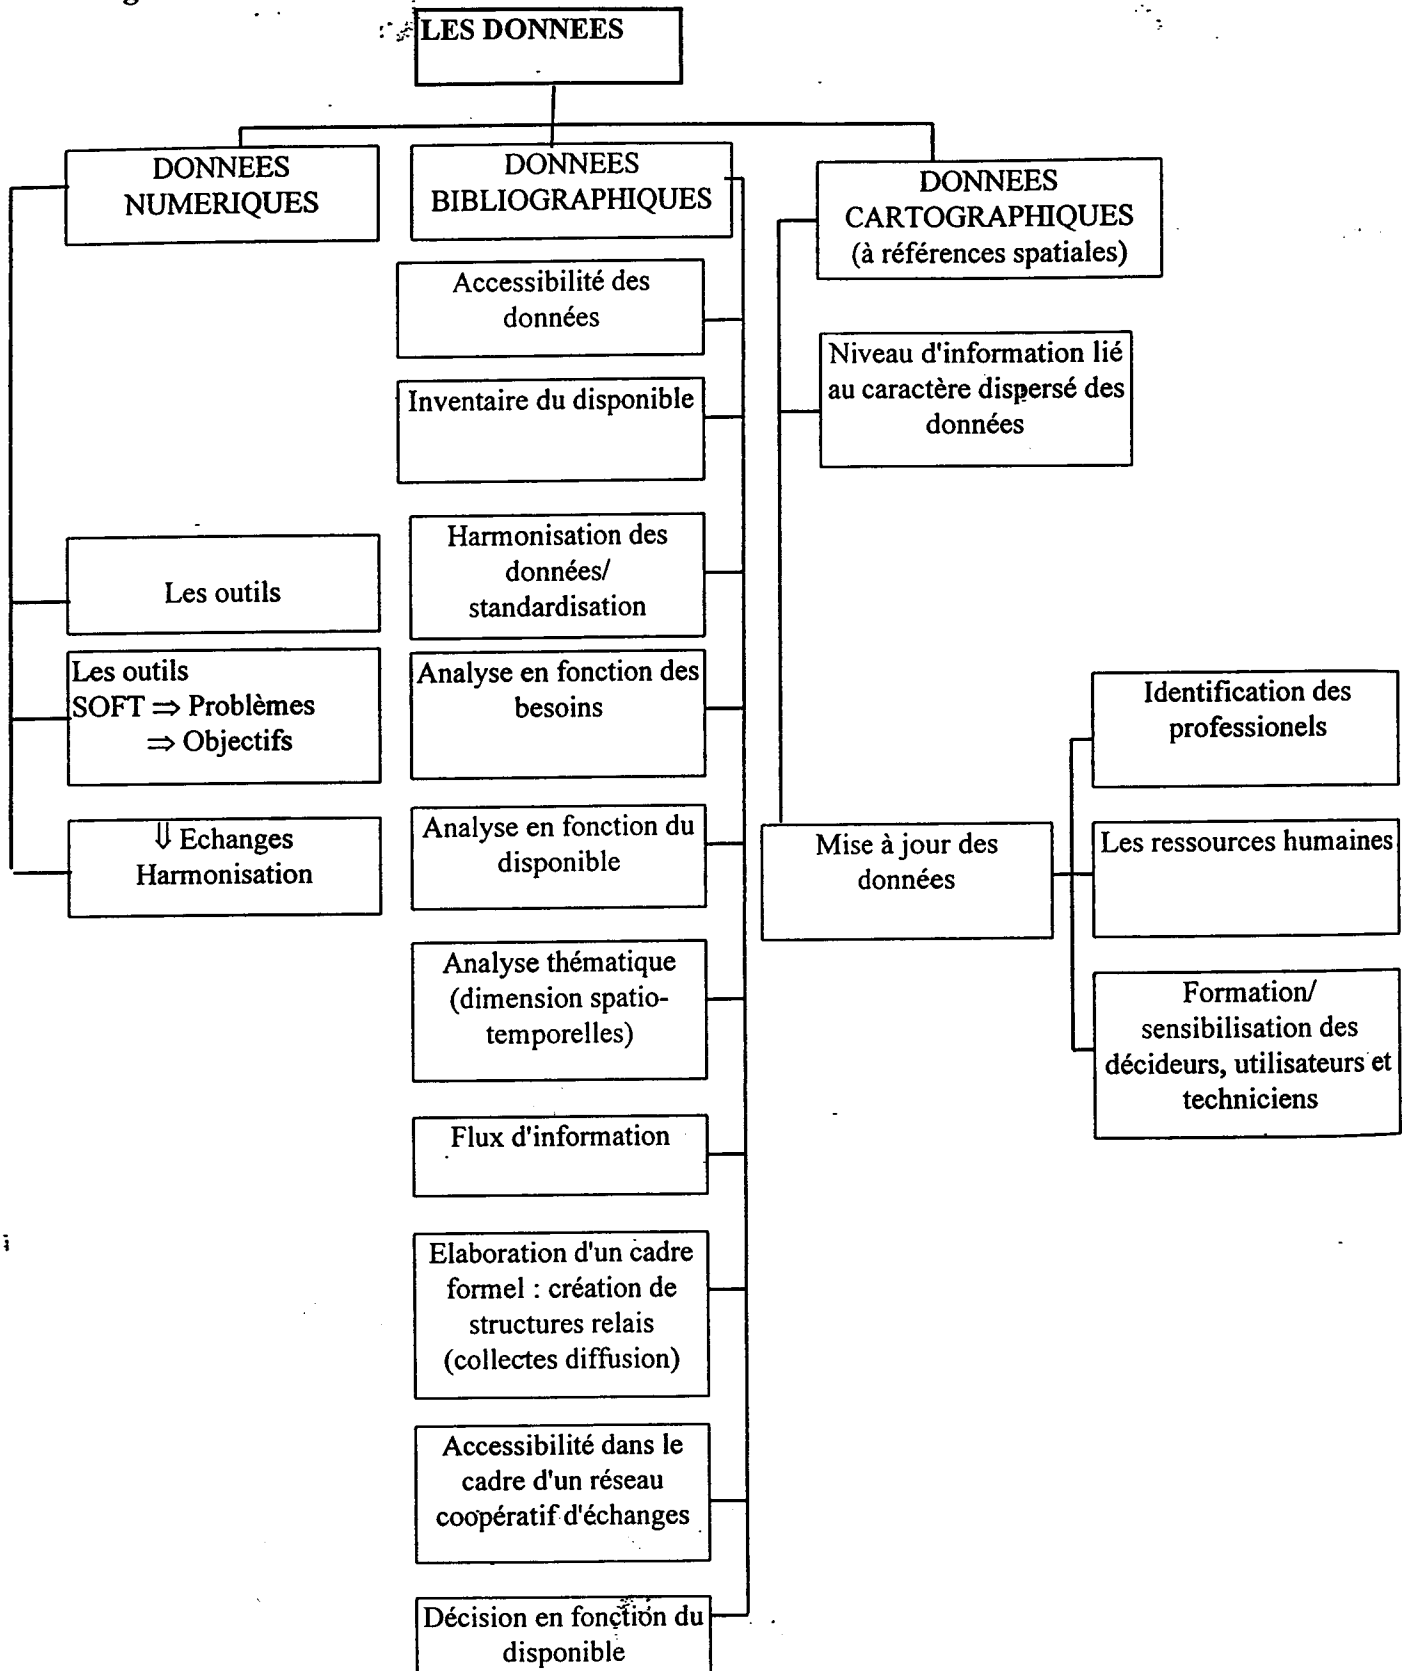 LES DONNEES
DONNEES
NUMERIQUES
Les outils
Les outils
SOFT ⇒ Problèmes
⇒ Objectifs
⇓ Echanges
Harmonisation
DONNEES
BIBLIOGRAPHIQUES
Accessibilité des
données
Inventaire du disponible
Harmonisation des
données/
standardisation
Analyse en fonction des
besoins
Analyse en fonction du
disponible
Analyse thématique
(dimension spatio-
temporelles)
Flux d'information
Elaboration d'un cadre
formel : création de
structures relais
(collectes diffusion)
Accessibilité dans le
cadre d'un réseau
coopératif d'échanges
Décision en fonction du
disponible
DONNEES
CARTOGRAPHIQUES
(à références spatiales)
Niveau d'information lié
au caractère dispersé des
données
Mise à jour des
données
Identification des
professionels
Les ressources humaines
Formation/
sensibilisation des
décideurs, utilisateurs et
techniciens